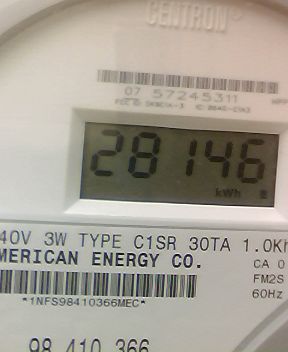 CENTRON
07 57245311
28146
kWh
40V 3W TYPE C1SR 30TA 1.0Kh
MERICAN ENERGY CO.
CA 0
FM2S
60Hz
*1NFS98410366MEC*
98 410 366